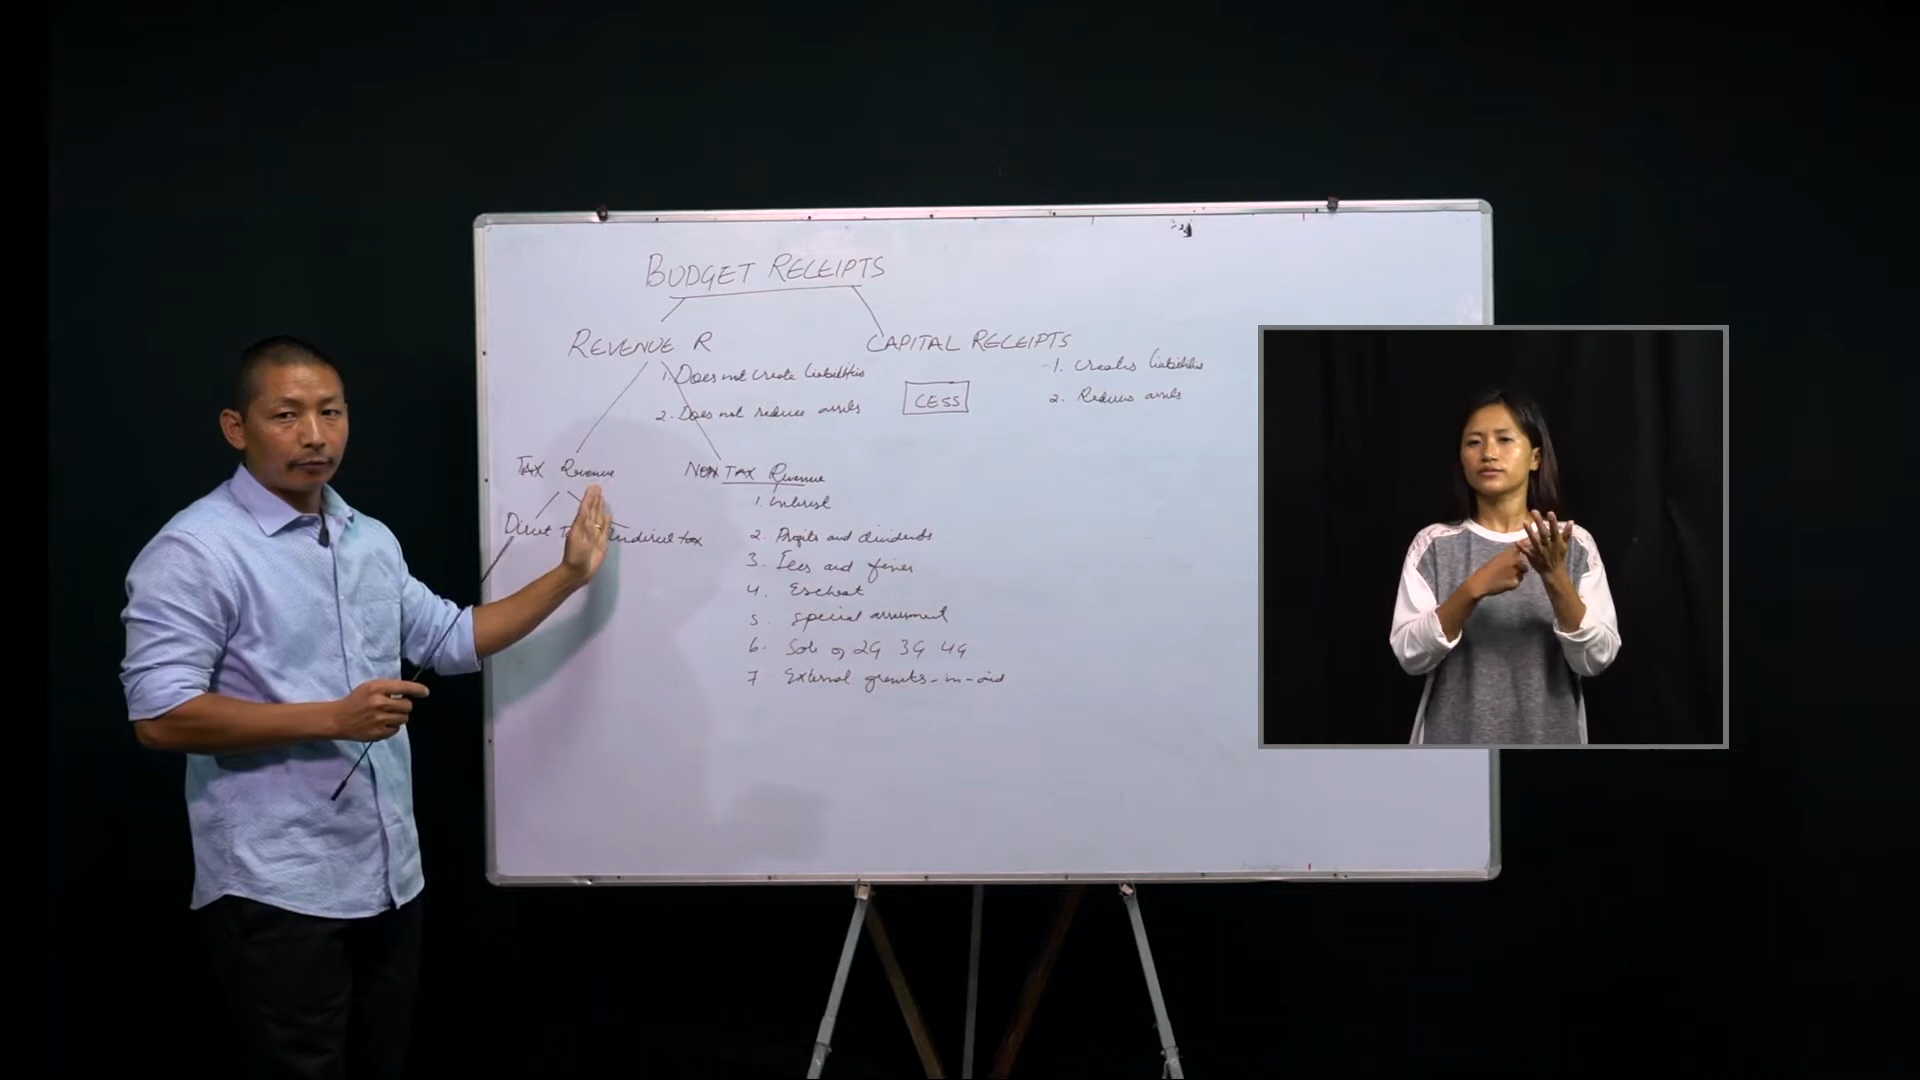 BUDGET RECEIPTS
REVENUE R
CAPITAL RECEIPTS
1. Does not create liabilities
2. Does not reduce assets
CESS
1. creates liabilities
2. Reduces assets
Tax Revenue
NON TAX Revenue
Direct Indirect tax
1. interest
2. Profits and dividends
3. Fees and fines
4. Escheat
5. special assessment
6. Sale of 2G 3G 4G
7 External grants-in-aid